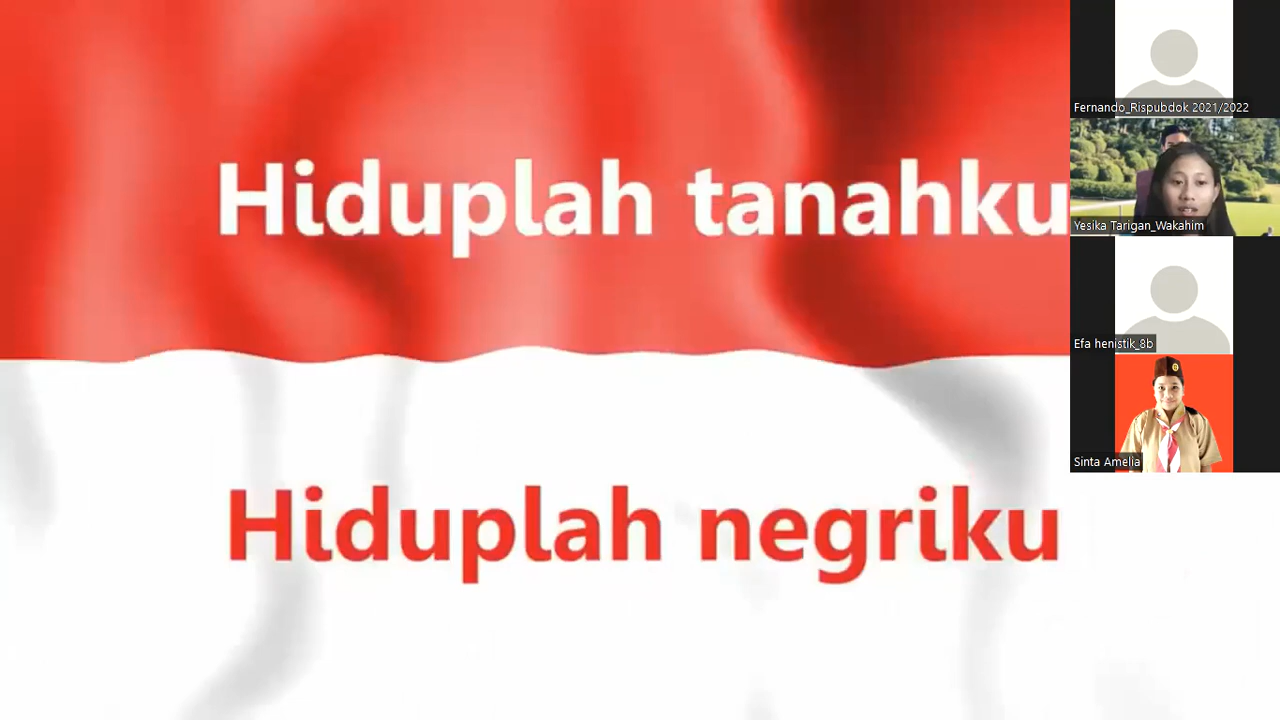 Hiduplah tanahku
Hiduplah negriku
Fernando_Rispubdok 2021/2022
Yesika Tarigan_Wakahim
Efa henistik_8b
Sinta Amelia